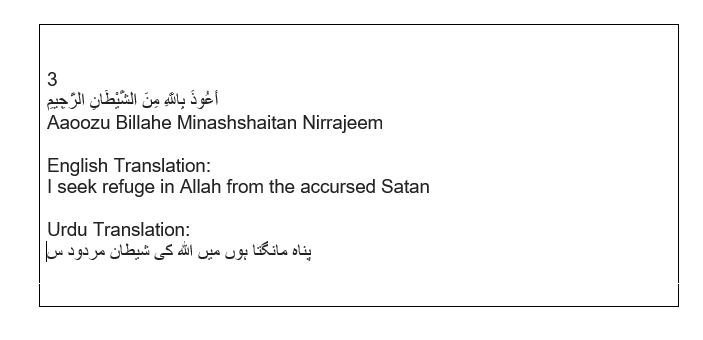 3
أَعُوذَ بِاللَّهِ مِنَ الشَّيْطَانِ الرَّجِيمِ
Aaoozu Billahe Minashshaitan Nirrajeem
English Translation:
I seek refuge in Allah from the accursed Satan
Urdu Translation:
پناہ مانگتا ہوں میں اللہ کی شیطان مردود س